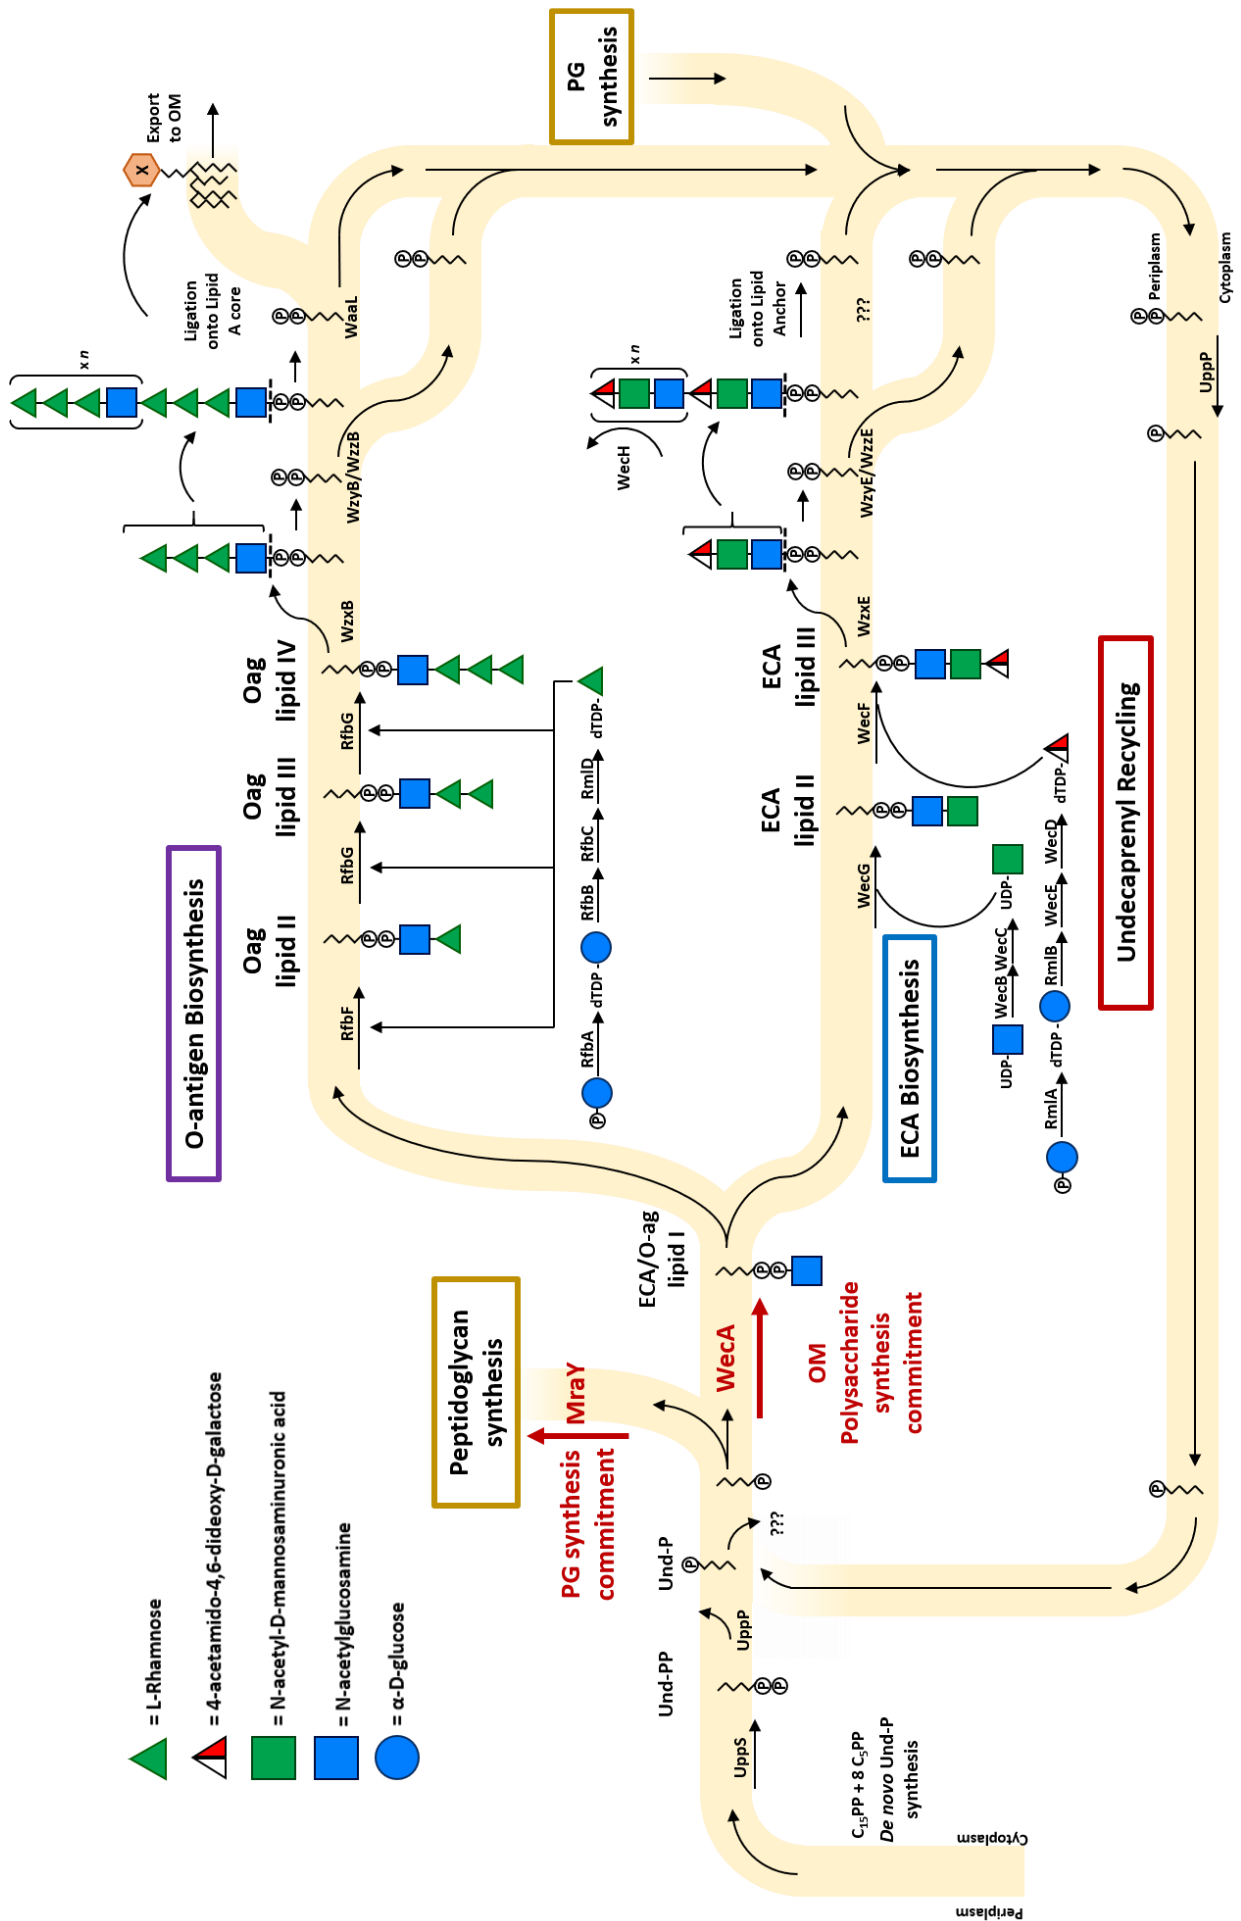 = L-Rhamnose
= 4-acetamido-4,6-dideoxy-D-galactose
= N-acetyl-D-mannosaminuronic acid
= N-acetylglucosamine
= α-D-glucose
Periplasm
Cytoplasm
C₁₅PP + 8 C₅PP
De novo Und-P
synthesis
UppS
Und-PP
P
P
UppP
Und-P
P
???
P
PG synthesis
commitment
MraY
Peptidoglycan
synthesis
WecA
OM
Polysaccharide
synthesis
commitment
ECA/O-ag
lipid I
P
P
O-antigen Biosynthesis
RfbF
Oag
lipid II
P
P
RfbG
Oag
lipid III
P
P
RfbG
Oag
lipid IV
P
P
P
RfbA
dTDP -
RfbB
RfbC
RmlD
dTDP-
WzxB
P
P
WzyB/WzzB
P
P
x n
P
P
Ligation
onto Lipid
A core
P
P
WaaL
X
Export
to OM
P
P
ECA Biosynthesis
WecG
ECA
lipid II
P
P
WecF
ECA
lipid III
P
P
UDP-
WecB
WecC
UDP-
P
RmlA
dTDP -
RmlB
WecE
WecD
dTDP-
WzxE
P
P
WzyE/WzzE
P
P
WecH
x n
P
P
Ligation
onto Lipid
Anchor
???
P
P
P
P
PG
synthesis
Undecaprenyl Recycling
Periplasm
Cytoplasm
P
P
UppP
P
P